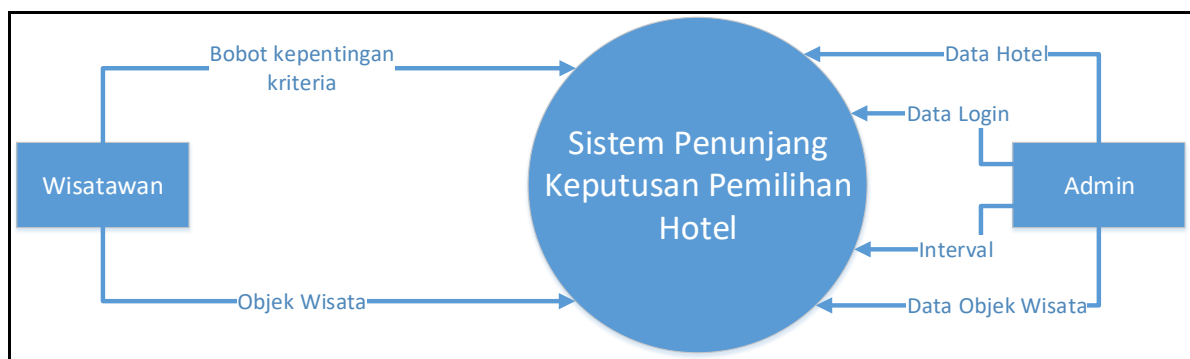 Bobot kepentingan
kriteria
Data Hotel
Data Login
Sistem Penunjang
Keputusan Pemilihan
Hotel
Wisatawan
Admin
Interval
Objek Wisata
Data Objek Wisata